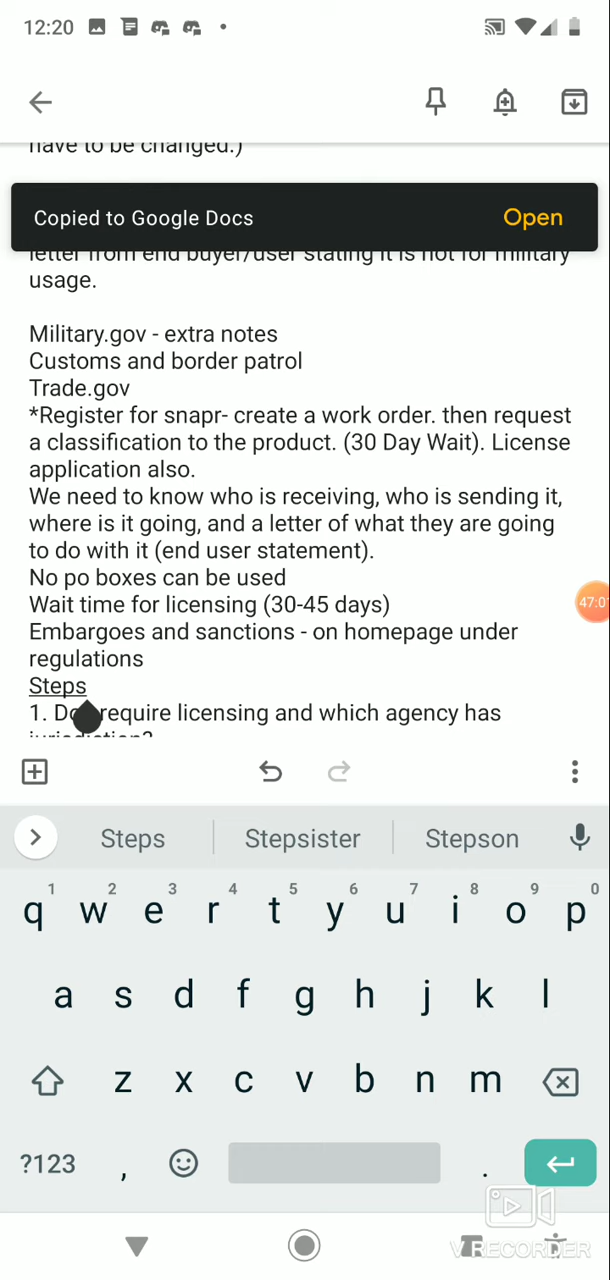 12:20
have to be changed.)
Copied to Google Docs Open
letter from end buyer/user stating it is not for military
usage.
Military.gov - extra notes
Customs and border patrol
Trade.gov
*Register for snapr- create a work order. then request
a classification to the product. (30 Day Wait). License
application also.
We need to know who is receiving, who is sending it,
where is it going, and a letter of what they are going
to do with it (end user statement).
No po boxes can be used
Wait time for licensing (30-45 days)
47:0
Embargoes and sanctions - on homepage under
regulations
Steps
1. Do require licensing and which agency has
jurisdiction?
Steps Stepsister Stepson
1 2 3 4 5 6 7 8 9 0
q w e r t y u i o p
a s d f g h j k l
z x c v b n m
?123 , .
VRECORDER